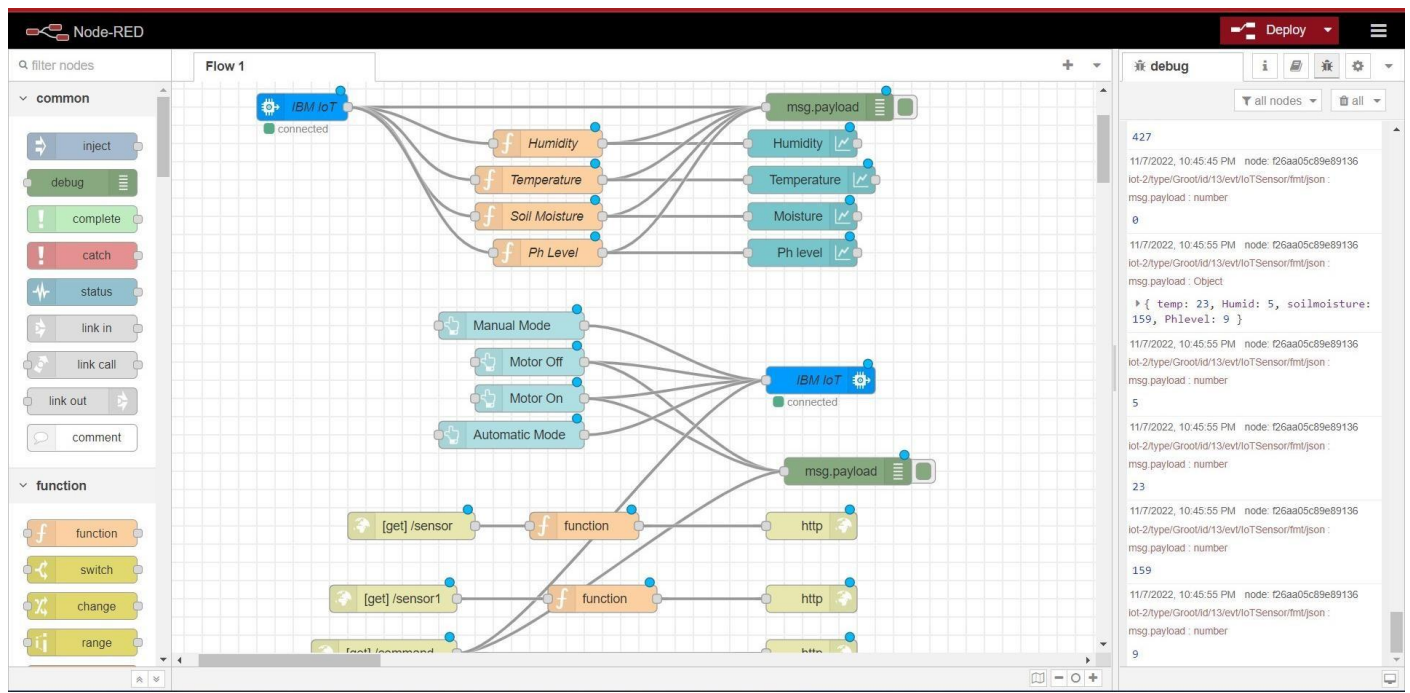 Node-RED
Deploy
filter nodes
common
inject
debug
complete
catch
status
link in
link call
link out
comment
function
function
switch
change
range
Flow 1
IBM IoT
connected
msg.payload
Humidity
Humidity
Temperature
Temperature
Soil Moisture
Moisture
Ph Level
Ph level
Manual Mode
Motor Off
Motor On
Automatic Mode
IBM IoT
connected
msg.payload
[get] /sensor
function
http
[get] /sensor1
function
http
[get] /command
http
debug
i
all nodes
all
427
11/7/2022, 10:45:45 PM node: f26aa05c89e89136
iot-2/type/Groot/id/13/evt/IoTSensor/fmt/json :
msg.payload : number
0
11/7/2022, 10:45:55 PM node: f26aa05c89e89136
iot-2/type/Groot/id/13/evt/IoTSensor/fmt/json :
msg.payload : Object
{ temp: 23, Humid: 5, soilmoisture:
159, Phlevel: 9 }
11/7/2022, 10:45:55 PM node: f26aa05c89e89136
iot-2/type/Groot/id/13/evt/IoTSensor/fmt/json :
msg.payload : number
5
11/7/2022, 10:45:55 PM node: f26aa05c89e89136
iot-2/type/Groot/id/13/evt/IoTSensor/fmt/json :
msg.payload : number
23
11/7/2022, 10:45:55 PM node: f26aa05c89e89136
iot-2/type/Groot/id/13/evt/IoTSensor/fmt/json :
msg.payload : number
159
11/7/2022, 10:45:55 PM node: f26aa05c89e89136
iot-2/type/Groot/id/13/evt/IoTSensor/fmt/json :
msg.payload : number
9